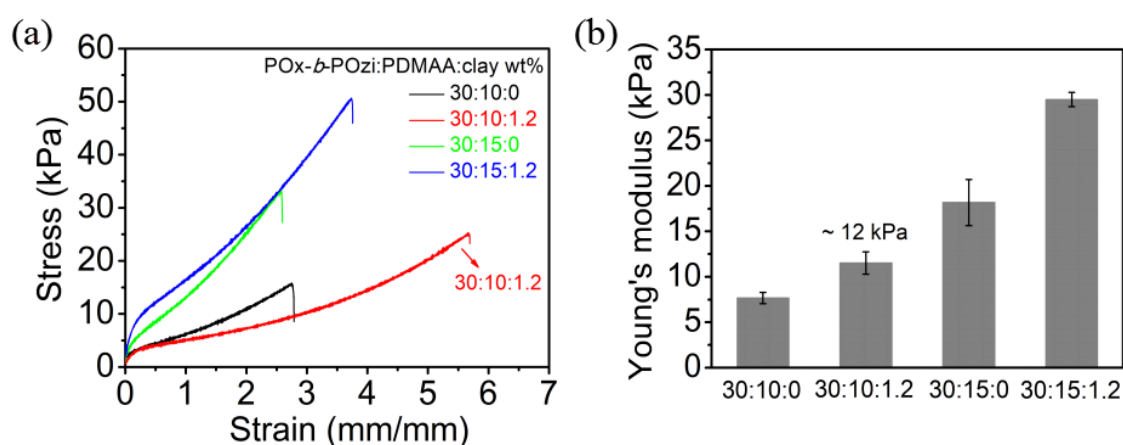 (a)
Stress (kPa)
60
50
40
30
20
10
0
POx-b-POzi:PDMAA:clay wt%
30:10:0
30:10:1.2
30:15:0
30:15:1.2
30:10:1.2
0 1 2 3 4 5 6 7
Strain (mm/mm)
(b)
Young's modulus (kPa)
35
30
25
20
15
10
5
0
~ 12 kPa
30:10:0 30:10:1.2 30:15:0 30:15:1.2